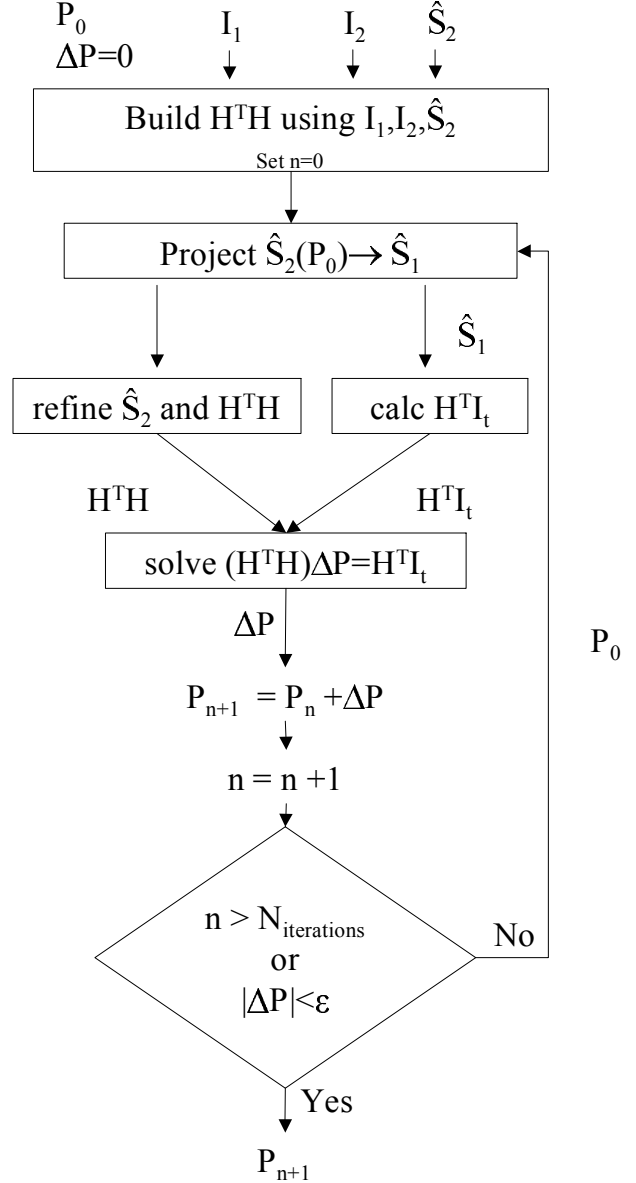 P₀ I₁ I₂ Ŝ₂
ΔP=0
Build HᵀH using I₁,I₂,Ŝ₂
Set n=0
Project Ŝ₂(P₀)→ Ŝ₁
Ŝ₁
refine Ŝ₂ and HᵀH
calc HᵀIₜ
HᵀH
HᵀIₜ
solve (HᵀH)ΔP=HᵀIₜ
ΔP
P₀
Pₙ₊₁ = Pₙ +ΔP
n = n +1
n > N_iterations
or
|ΔP|<ε
No
Yes
Pₙ₊₁